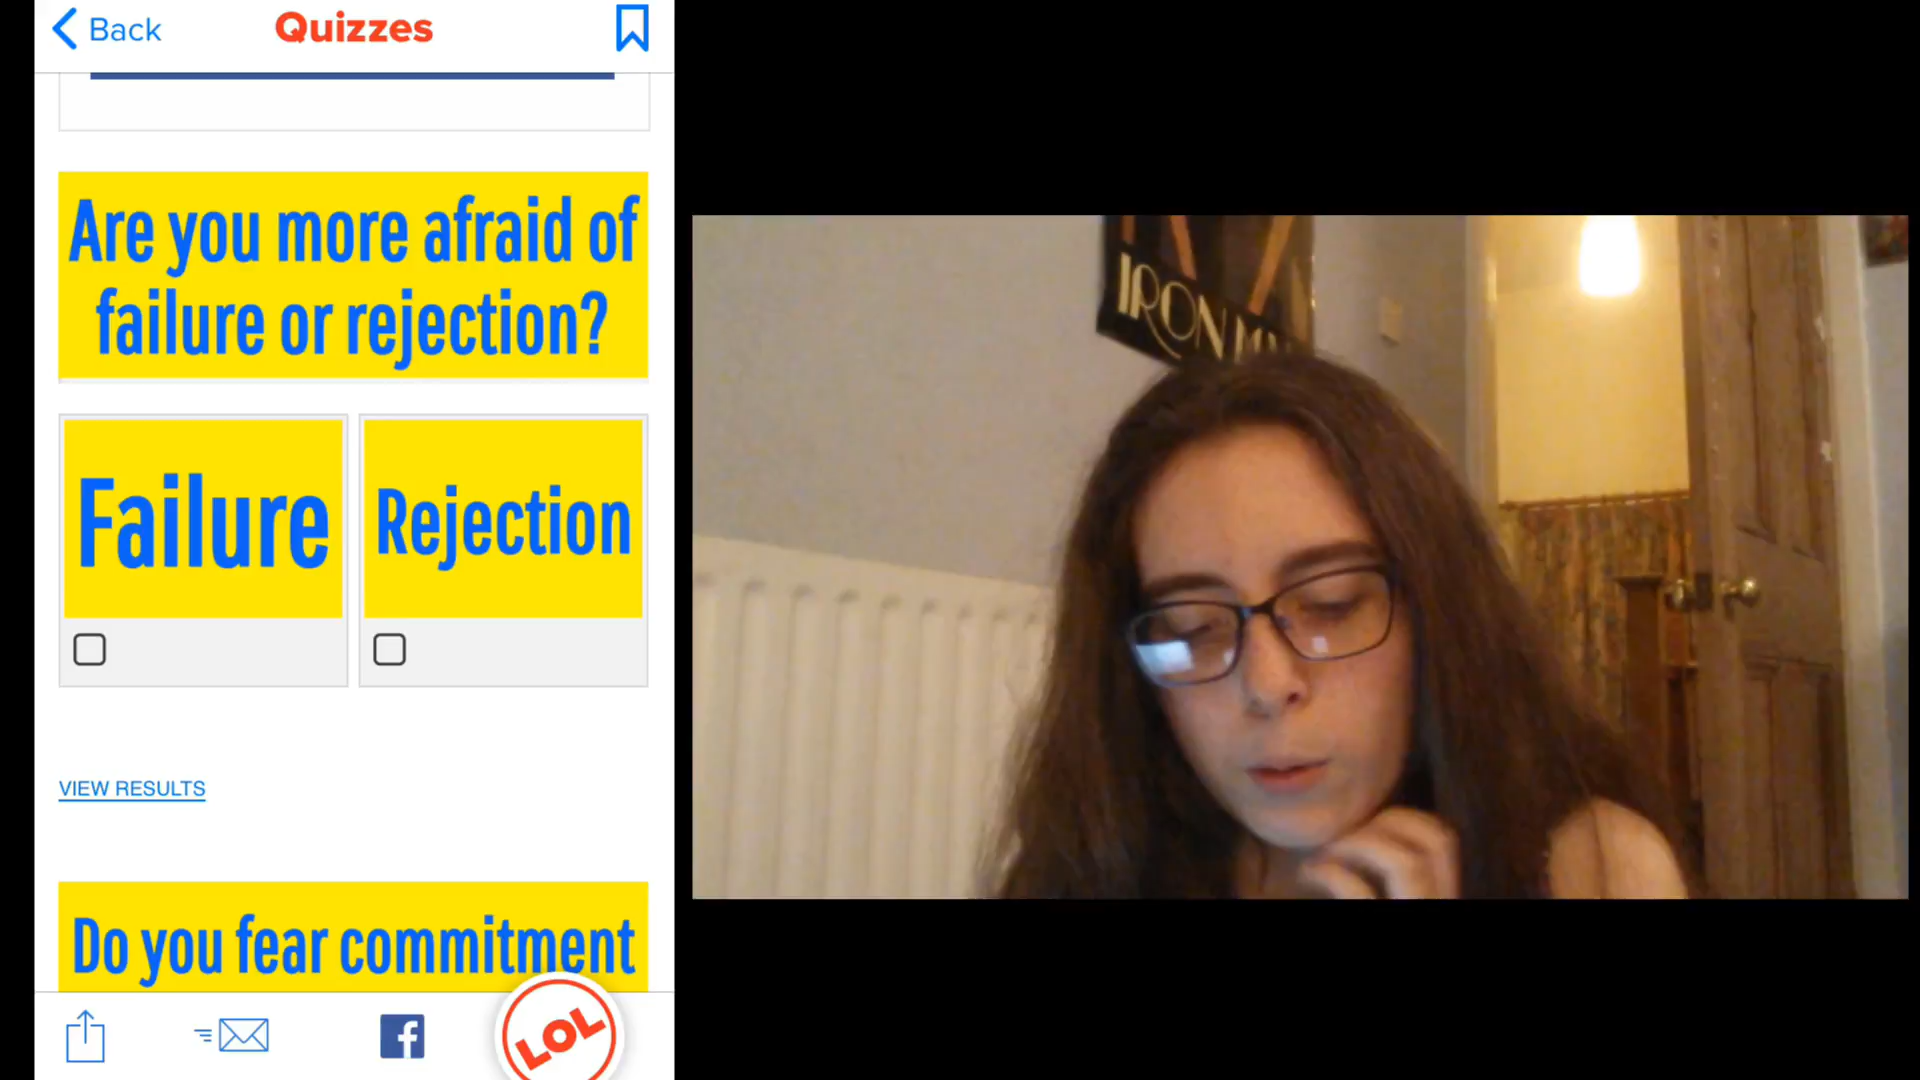 Back
Quizzes
Are you more afraid of
failure or rejection?
Failure
Rejection
VIEW RESULTS
Do you fear commitment
LOL
IRON MAN